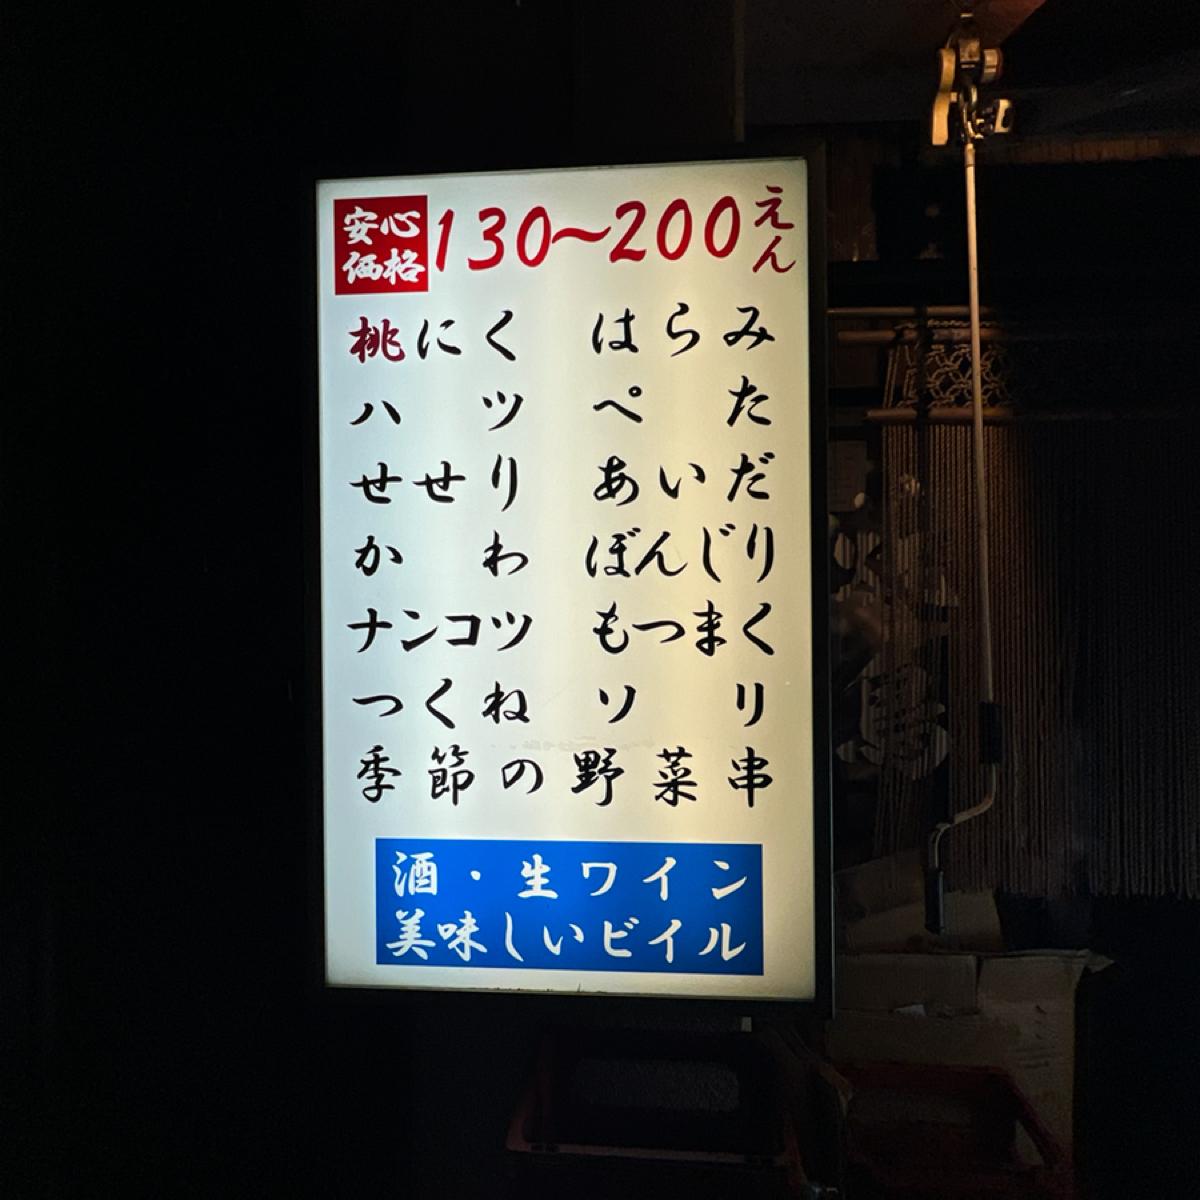 安心
価格
130〜200えん
桃にく はらみ
ハツ ぺた
せせり あいだ
かわ ぼんじり
ナンコツ もつまく
つくね ソリ
季節の野菜串
酒・生ワイン
美味しいビイル